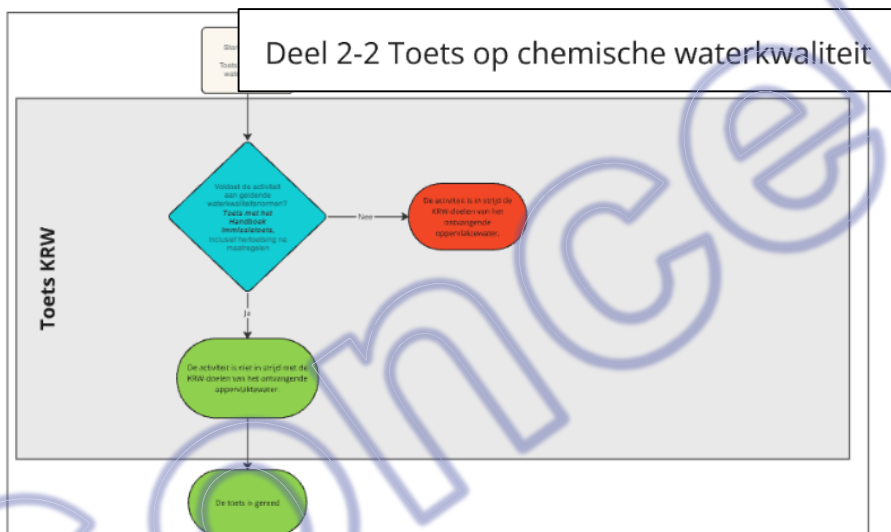 Deel 2-2 Toets op chemische waterkwaliteit
Toets KRW
Voldoet de activiteit
aan geldende
waterkwaliteitsnormen?
Toets met het
Handboek
Immissietoets,
inclusief hertoetsing na
maatregelen
Nee
De activiteit is in strijd de
KRW-doelen van het
ontvangende
oppervlaktewater.
Ja
De activiteit is niet in strijd met de
KRW-doelen van het ontvangende
oppervlaktewater
De toets is gereed